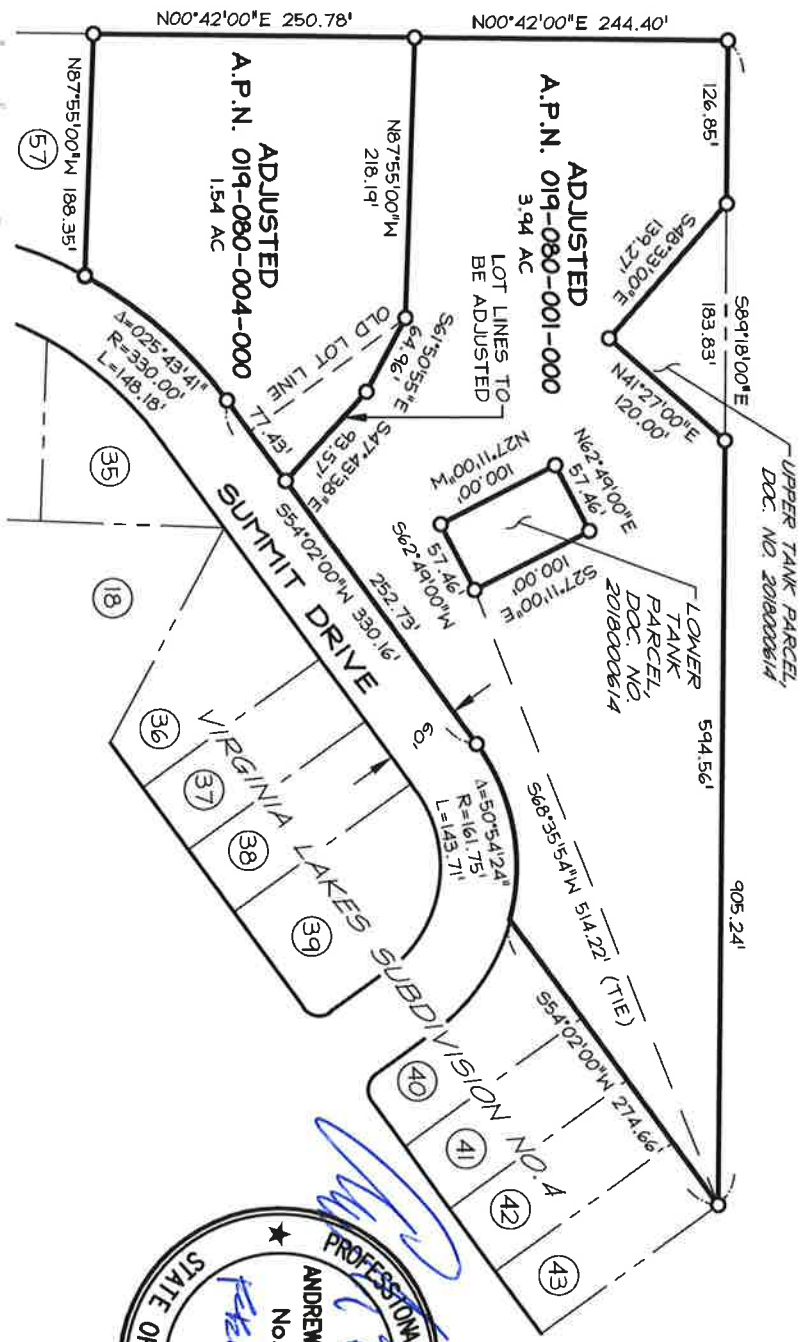 N00°42'00"E 250.78'
N00°42'00"E 244.40'
126.85'
S48°33'00"E
139.27'
S89°18'00"E
183.83'
N41°27'00"E
120.00'
UPPER TANK PARCEL,
DOC. NO. 2018000614
594.56'
905.24'
ADJUSTED
A.P.N. 019-080-001-000
3.94 AC
LOT LINES TO
BE ADJUSTED
N87°55'00"W
218.19'
ADJUSTED
A.P.N. 019-080-004-000
1.54 AC
N87°55'00"W 188.35'
57
OLD LOT LINE
S61°50'55"E
64.96'
S47°43'38"E
93.57'
77.43'
Δ=025°43'41"
R=330.00'
L=148.18'
N62°49'00"E
57.46'
N27°11'00"W
100.00'
S62°49'00"W
57.46'
S27°11'00"E
100.00'
LOWER
TANK
PARCEL,
DOC. NO.
2018000614
252.73'
S54°02'00"W 330.16'
SUMMIT DRIVE
60'
Δ=50°54'24"
R=161.75'
L=143.71'
S68°35'54"W 514.22' (TIE)
S54°02'00"W 274.66'
35
18
36
37
38
39
VIRGINIA LAKES SUBDIVISION NO. 4
40
41
42
43
PROFESSIONA
ANDREW
No.
STATE OF